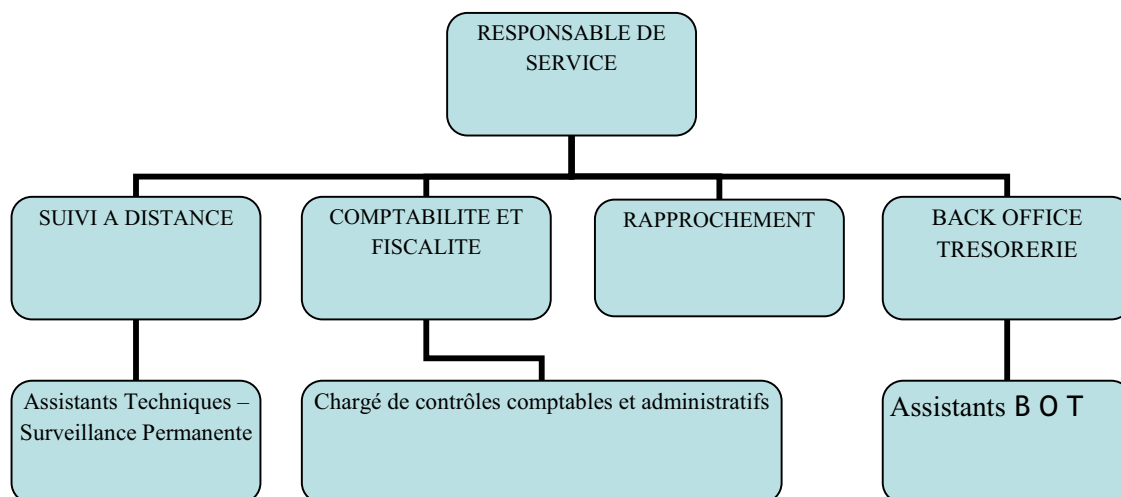 RESPONSABLE DE
SERVICE
SUIVI A DISTANCE
COMPTABILITE ET
FISCALITE
RAPPROCHEMENT
BACK OFFICE
TRESORERIE
Assistants Techniques –
Surveillance Permanente
Chargé de contrôles comptables et administratifs
Assistants B O T